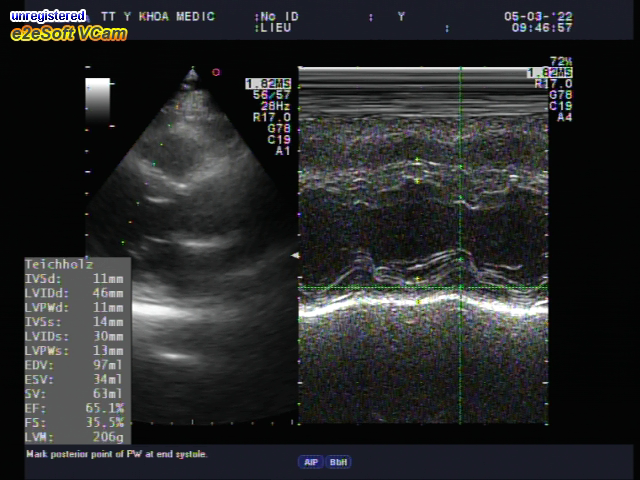 unregistered
e2eSoft VCam
A TT Y KHOA MEDIC :No ID : Y 05-03-'22
:LIEU : 09:46:57
1.82MS
56/57
28Hz
R17.0
G78
C19
A1
72%
1.82MS
R17.0
G78
C19
A4
Teichholz
IVSd: 11mm
LVIDd: 46mm
LVPWd: 11mm
IVSs: 14mm
LVIDs: 30mm
LVPWs: 13mm
EDV: 97ml
ESV: 34ml
SV: 63ml
EF: 65.1%
FS: 35.5%
LVM: 206g
Mark posterior point of PW at end systole.
AIP BbH